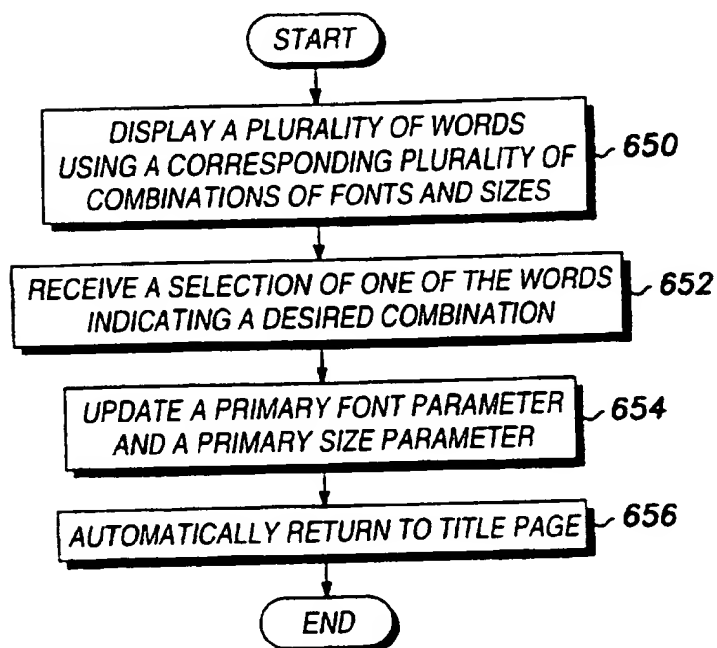 START
DISPLAY A PLURALITY OF WORDS
USING A CORRESPONDING PLURALITY OF
COMBINATIONS OF FONTS AND SIZES
650
RECEIVE A SELECTION OF ONE OF THE WORDS
INDICATING A DESIRED COMBINATION
652
UPDATE A PRIMARY FONT PARAMETER
AND A PRIMARY SIZE PARAMETER
654
AUTOMATICALLY RETURN TO TITLE PAGE
656
END